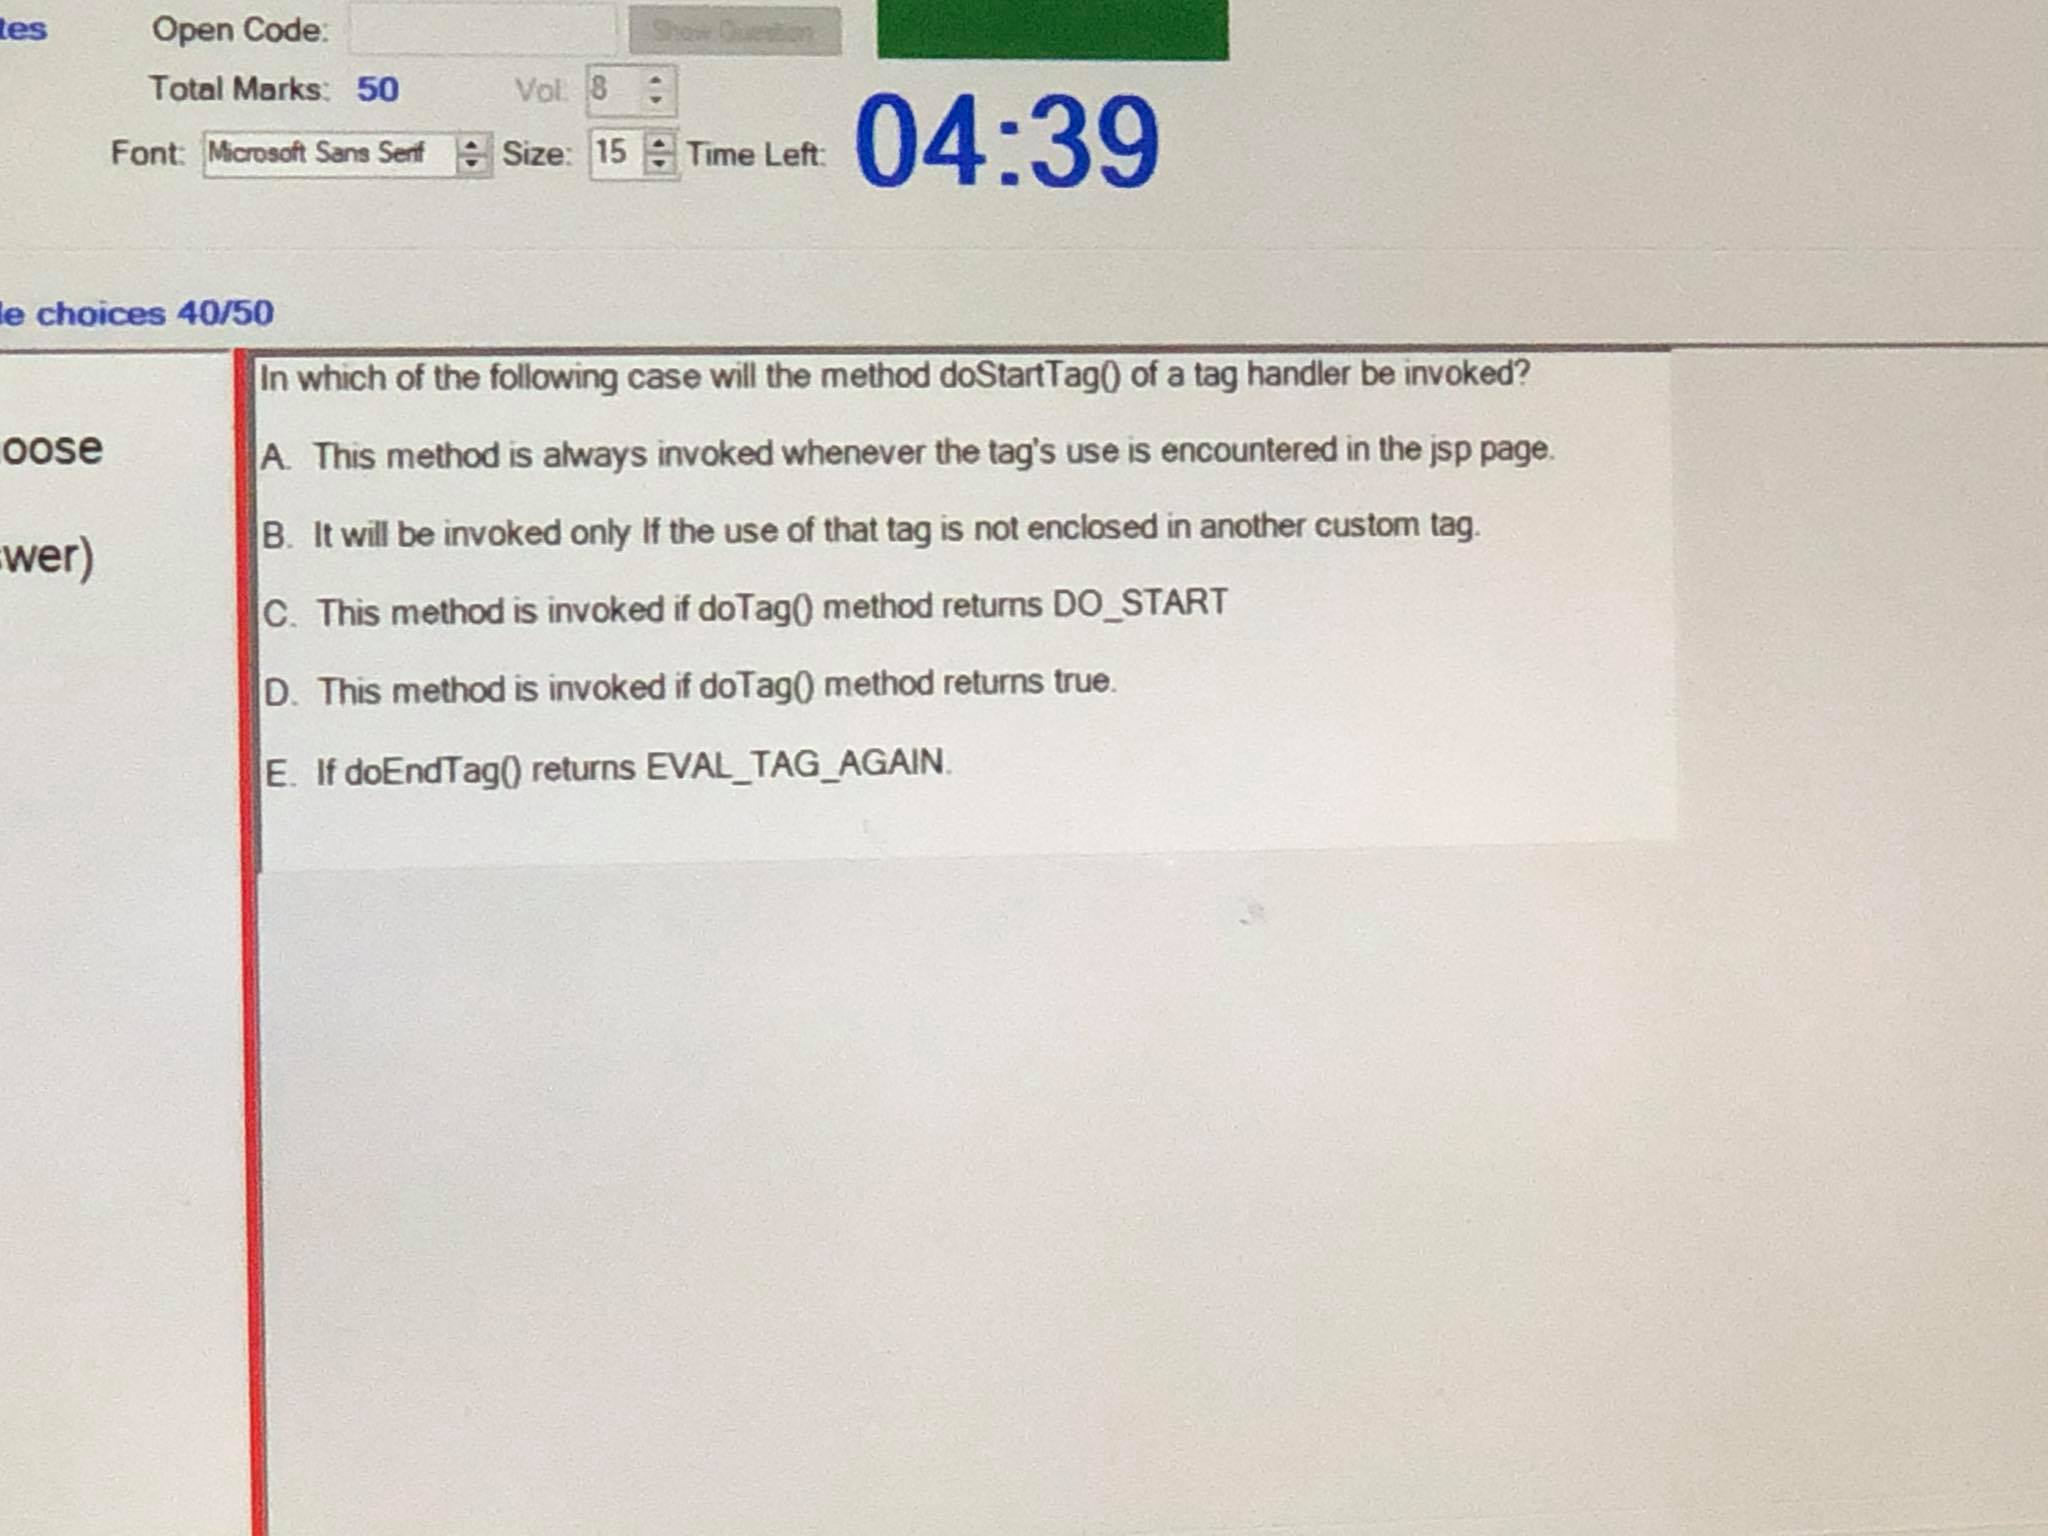 Open Code:
Total Marks: 50 Vol: 8
Font: Microsoft Sans Serif Size: 15 Time Left: 04:39
choices 40/50
In which of the following case will the method doStartTag() of a tag handler be invoked?
A. This method is always invoked whenever the tag's use is encountered in the jsp page.
B. It will be invoked only If the use of that tag is not enclosed in another custom tag.
C. This method is invoked if doTag() method returns DO_START
D. This method is invoked if doTag() method returns true.
E. If doEndTag() returns EVAL_TAG_AGAIN.
oose
wer)